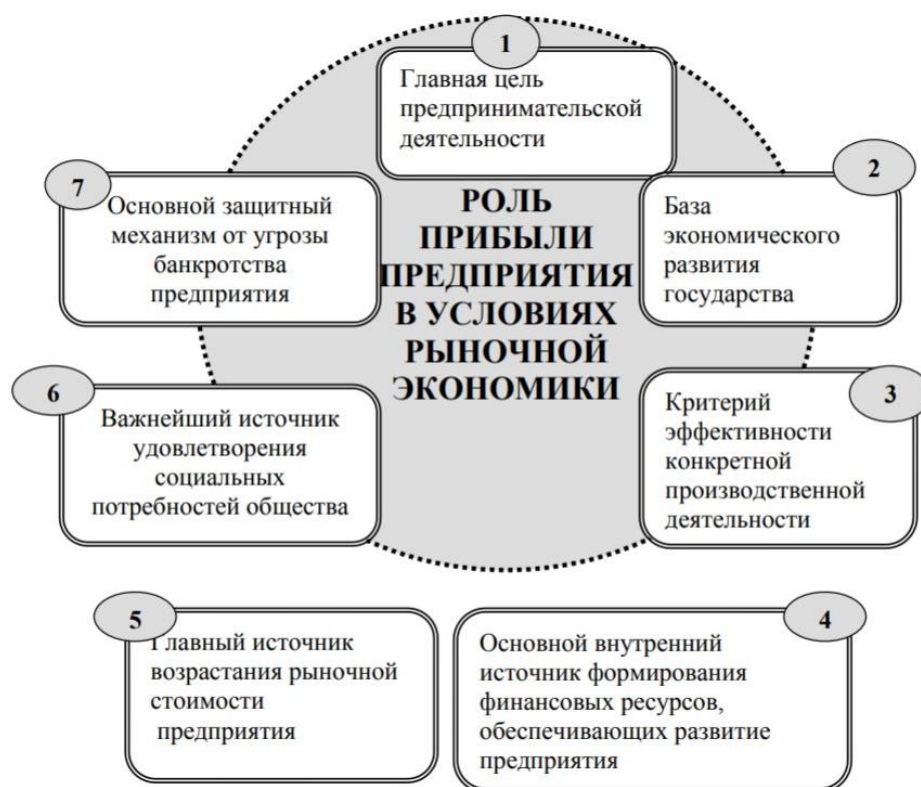 1
Главная цель
предпринимательской
деятельности
2
База
экономического
развития
государства
7
Основной защитный
механизм от угрозы
банкротства
предприятия
РОЛЬ
ПРИБЫЛИ
ПРЕДПРИЯТИЯ
В УСЛОВИЯХ
РЫНОЧНОЙ
ЭКОНОМИКИ
3
Критерий
эффективности
конкретной
производственной
деятельности
6
Важнейший источник
удовлетворения
социальных
потребностей общества
5
Главный источник
возрастания рыночной
стоимости
предприятия
4
Основной внутренний
источник формирования
финансовых ресурсов,
обеспечивающих развитие
предприятия